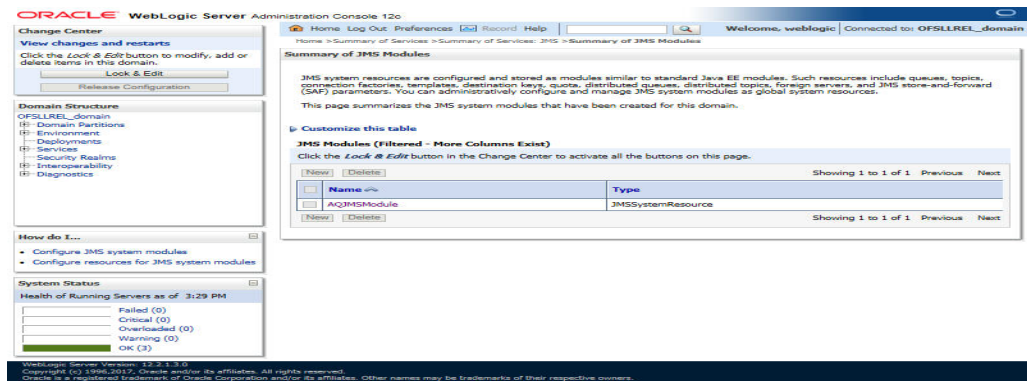 ORACLE WebLogic Server Administration Console 12c
Change Center
View changes and restarts
Click the Lock & Edit button to modify, add or
delete items in this domain.
Lock & Edit
Release Configuration
Domain Structure
OFSLLREL_domain
Domain Partitions
Environment
Deployments
Services
Security Realms
Interoperability
Diagnostics
How do I...
Configure JMS system modules
Configure resources for JMS system modules
System Status
Health of Running Servers as of 3:29 PM
Failed (0)
Critical (0)
Overloaded (0)
Warning (0)
OK (3)
Home Log Out Preferences Record Help
Welcome, weblogic Connected to: OFSLLREL_domain
Home >Summary of Services >Summary of Services: JMS >Summary of JMS Modules
Summary of JMS Modules
JMS system resources are configured and stored as modules similar to standard Java EE modules. Such resources include queues, topics,
connection factories, templates, destination keys, quota, distributed queues, distributed topics, foreign servers, and JMS store-and-forward
(SAF) parameters. You can administratively configure and manage JMS system modules as global system resources.
This page summarizes the JMS system modules that have been created for this domain.
Customize this table
JMS Modules (Filtered - More Columns Exist)
Click the Lock & Edit button in the Change Center to activate all the buttons on this page.
New Delete Showing 1 to 1 of 1 Previous Next
Name Type
AQJMSModule JMSSystemResource
New Delete Showing 1 to 1 of 1 Previous Next
WebLogic Server Version: 12.2.1.3.0
Copyright (c) 1996,2017, Oracle and/or its affiliates. All rights reserved.
Oracle is a registered trademark of Oracle Corporation and/or its affiliates. Other names may be trademarks of their respective owners.